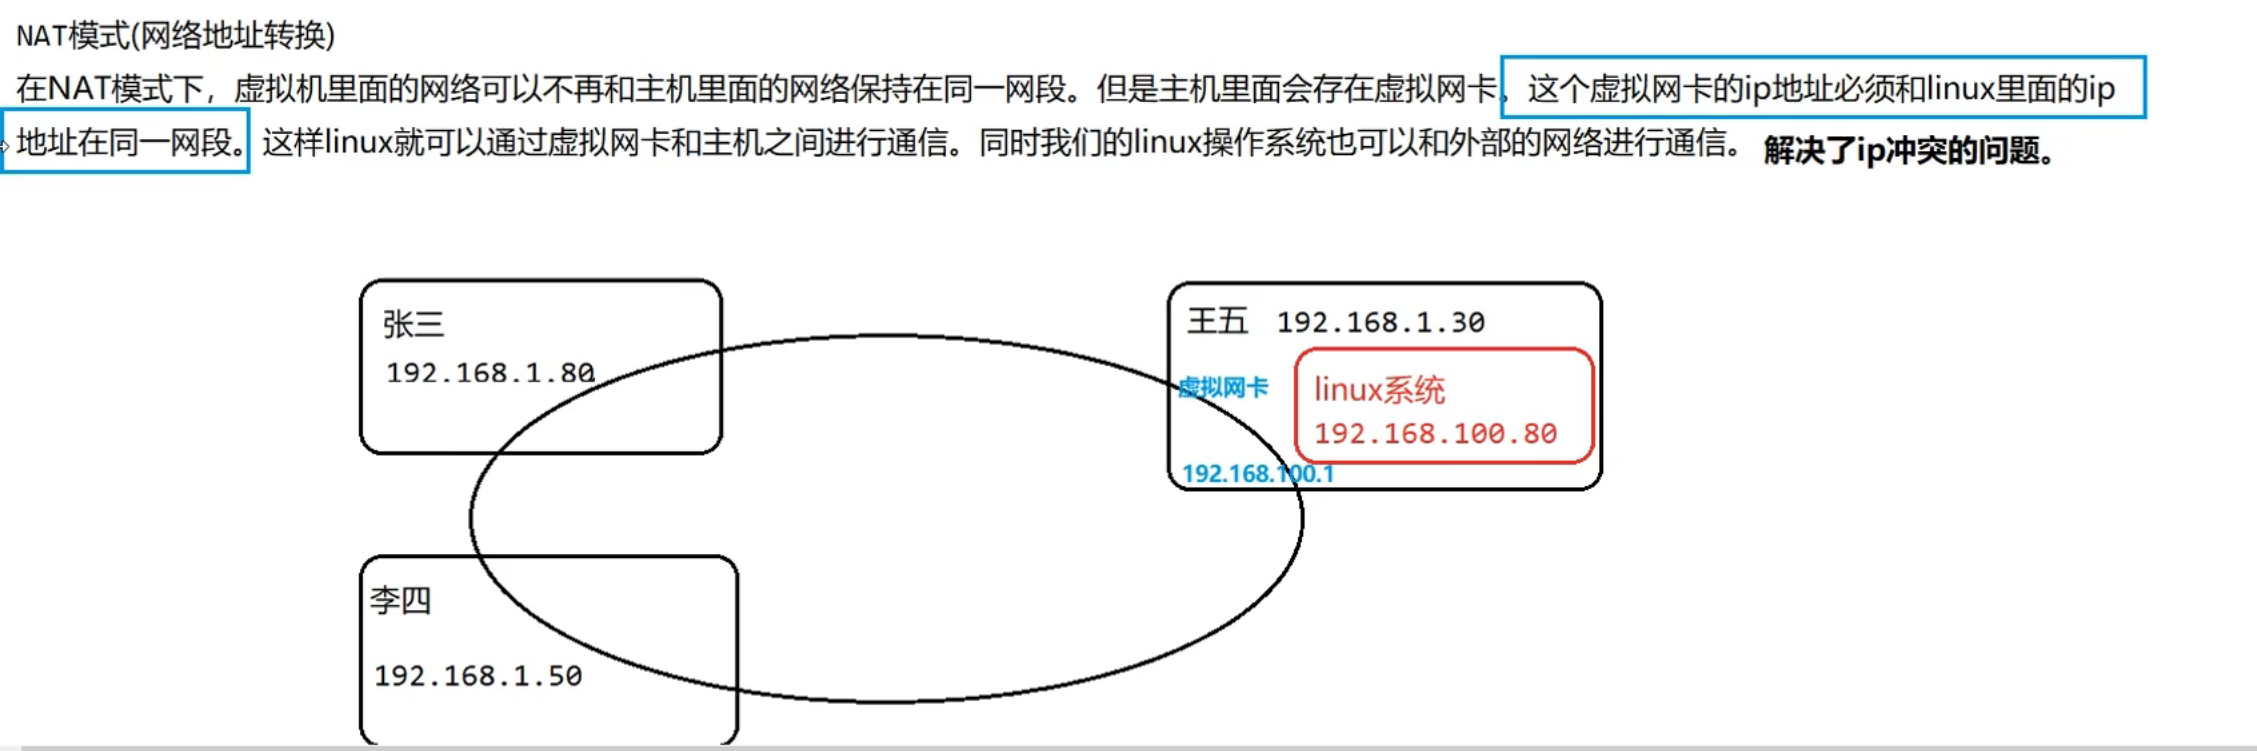 NAT模式(网络地址转换)
在NAT模式下，虚拟机里面的网络可以不再和主机里面的网络保持在同一网段。但是主机里面会存在虚拟网卡。这个虚拟网卡的ip地址必须和linux里面的ip
地址在同一网段。这样linux就可以通过虚拟网卡和主机之间进行通信。同时我们的linux操作系统也可以和外部的网络进行通信。 解决了ip冲突的问题。
张三
192.168.1.80
王五 192.168.1.30
虚拟网卡
linux系统
192.168.100.80
192.168.100.1
李四
192.168.1.50